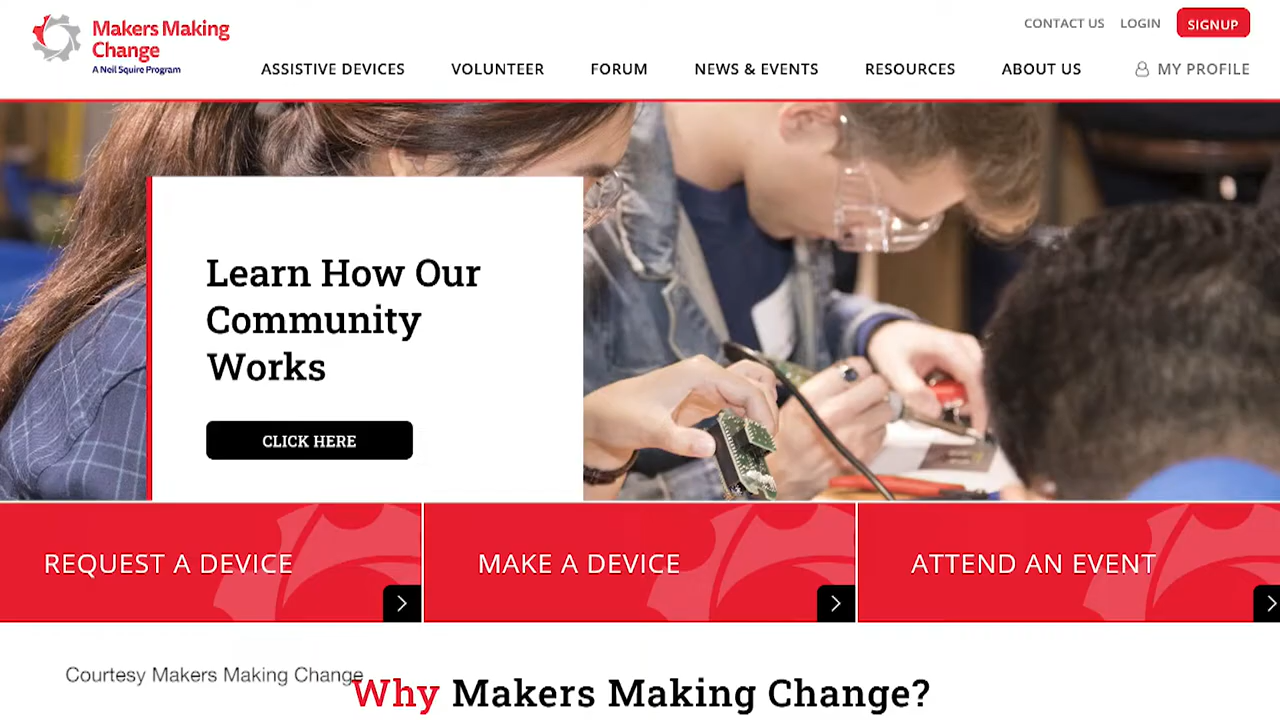 Makers Making
Change
A Neil Squire Program
CONTACT US LOGIN SIGNUP
ASSISTIVE DEVICES VOLUNTEER FORUM NEWS & EVENTS RESOURCES ABOUT US MY PROFILE
Learn How Our
Community
Works
CLICK HERE
REQUEST A DEVICE MAKE A DEVICE ATTEND AN EVENT
Courtesy Makers Making Change
Why Makers Making Change?